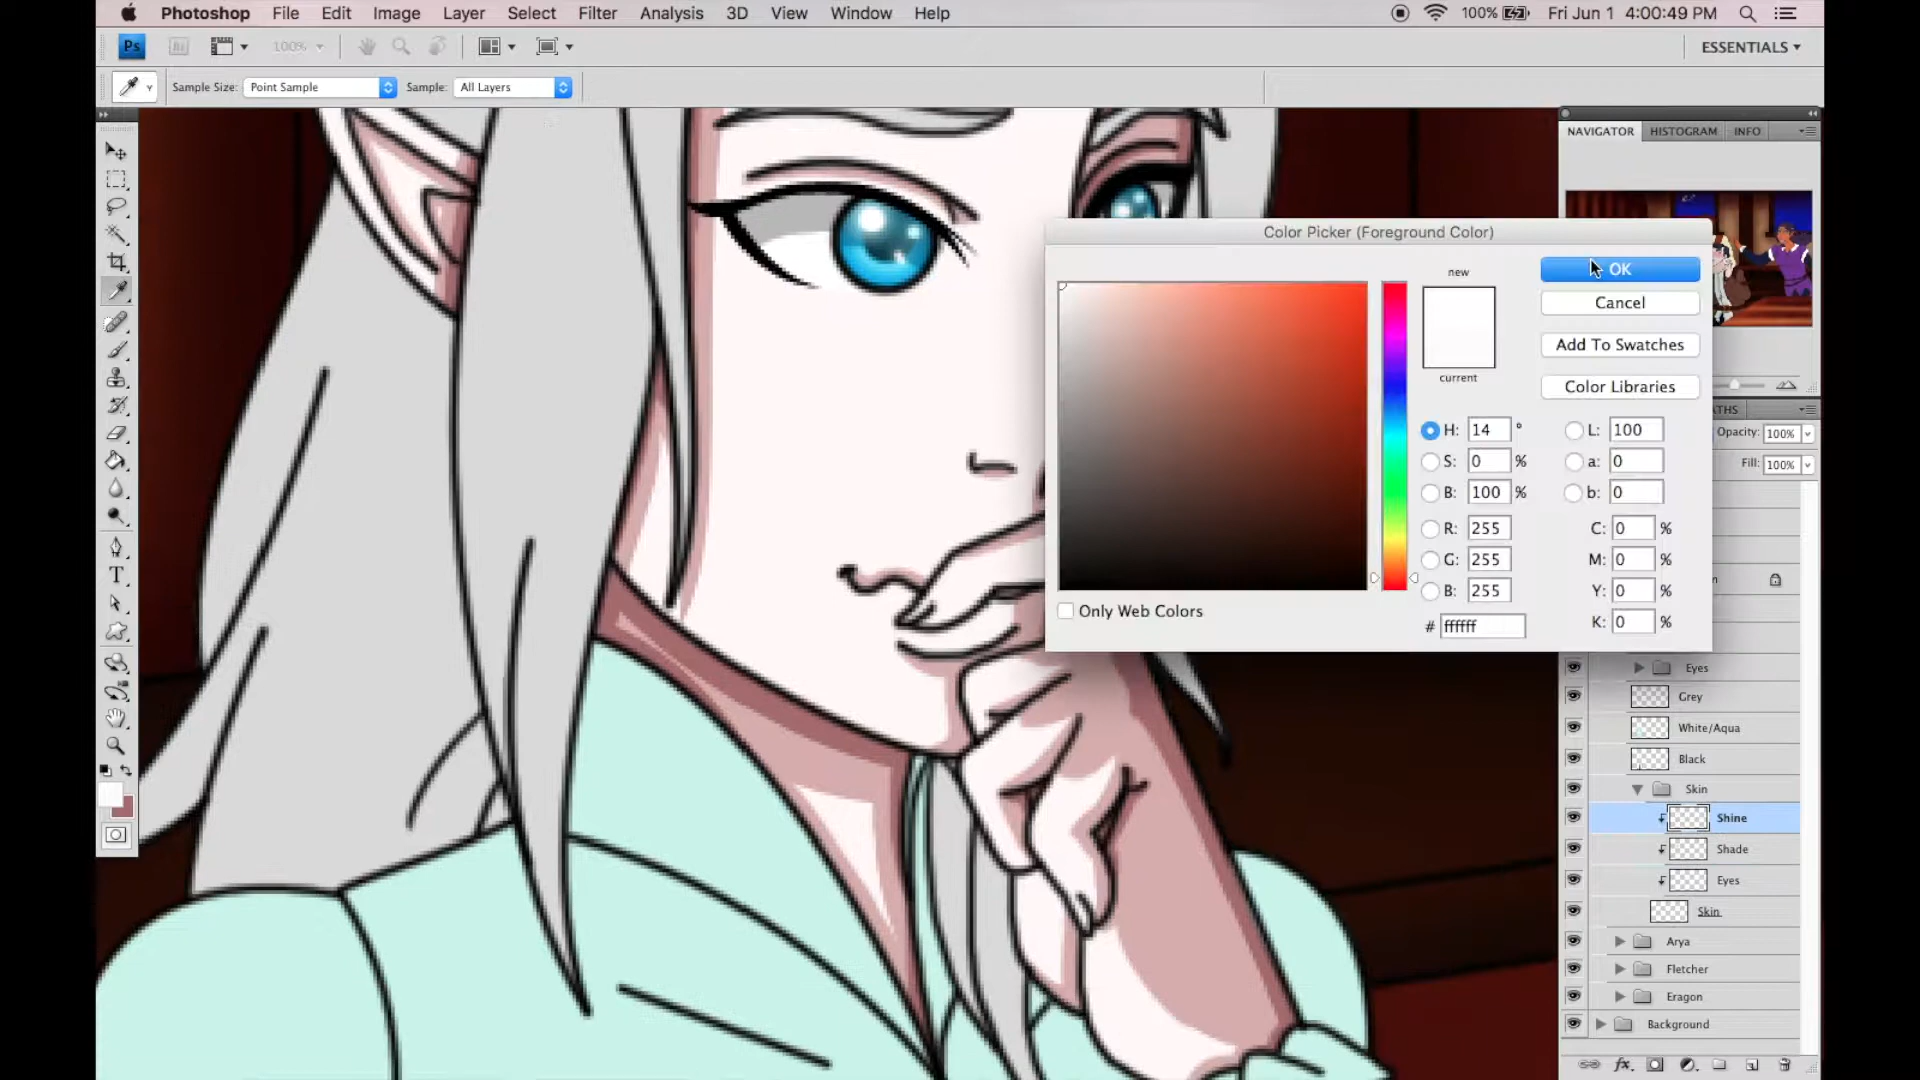 Photoshop File Edit Image Layer Select Filter Analysis 3D View Window Help 100% Fri Jun 1 4:00:49 PM
Ps Br 100% ESSENTIALS
Sample Size: Point Sample Sample: All Layers
NAVIGATOR HISTOGRAM INFO
Color Picker (Foreground Color)
new
current
OK
Cancel
Add To Swatches
Color Libraries
H: 14 °
S: 0 %
B: 100 %
R: 255
G: 255
B: 255
# ffffff
L: 100
a: 0
b: 0
C: 0 %
M: 0 %
Y: 0 %
K: 0 %
Only Web Colors
Opacity: 100%
Fill: 100%
Eyes
Grey
White/Aqua
Black
Skin
Shine
Shade
Eyes
Skin
Arya
Fletcher
Eragon
Background
T
fx